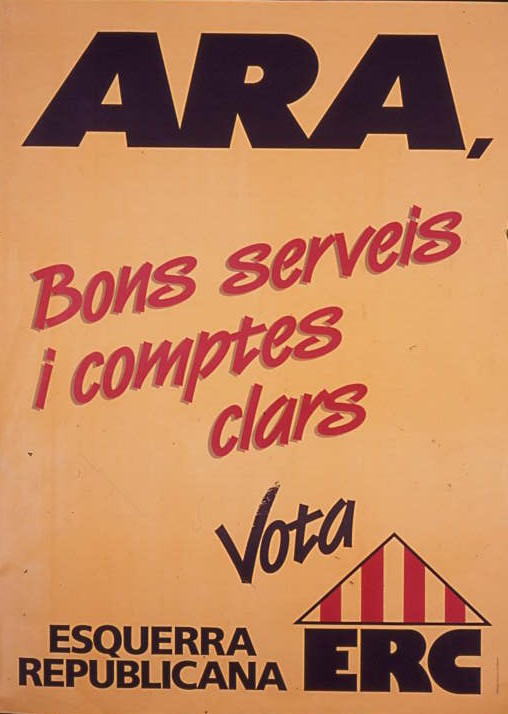 ARA,
Bons serveis
i comptes
clars
Vota
ESQUERRA
REPUBLICANA
ERC